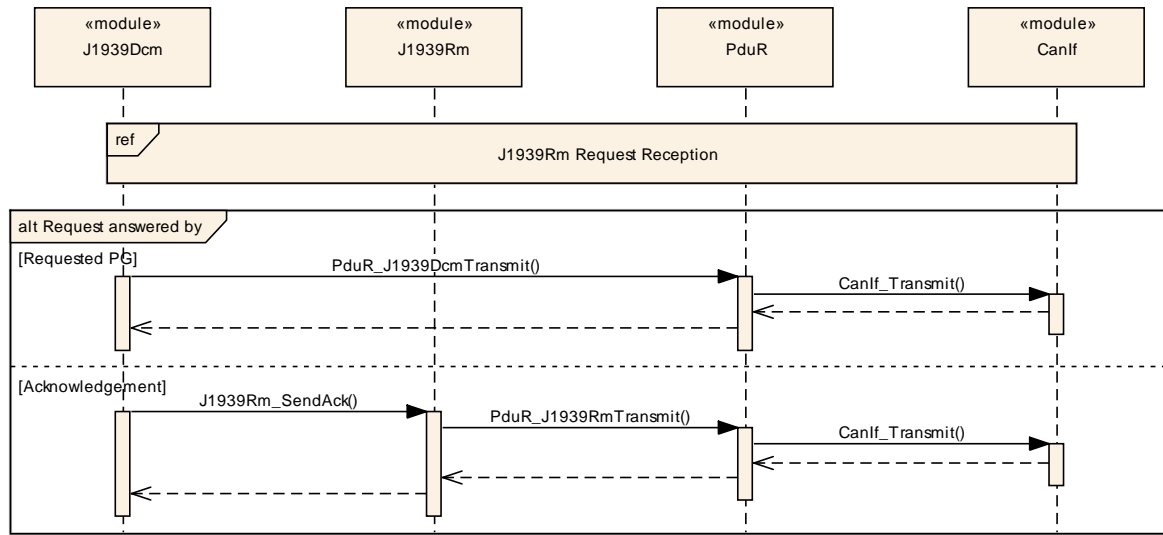 «module»
J1939Dcm
«module»
J1939Rm
«module»
PduR
«module»
CanIf
ref
J1939Rm Request Reception
alt Request answered by
[Requested PG]
PduR_J1939DcmTransmit()
CanIf_Transmit()
[Acknowledgement]
J1939Rm_SendAck()
PduR_J1939RmTransmit()
CanIf_Transmit()